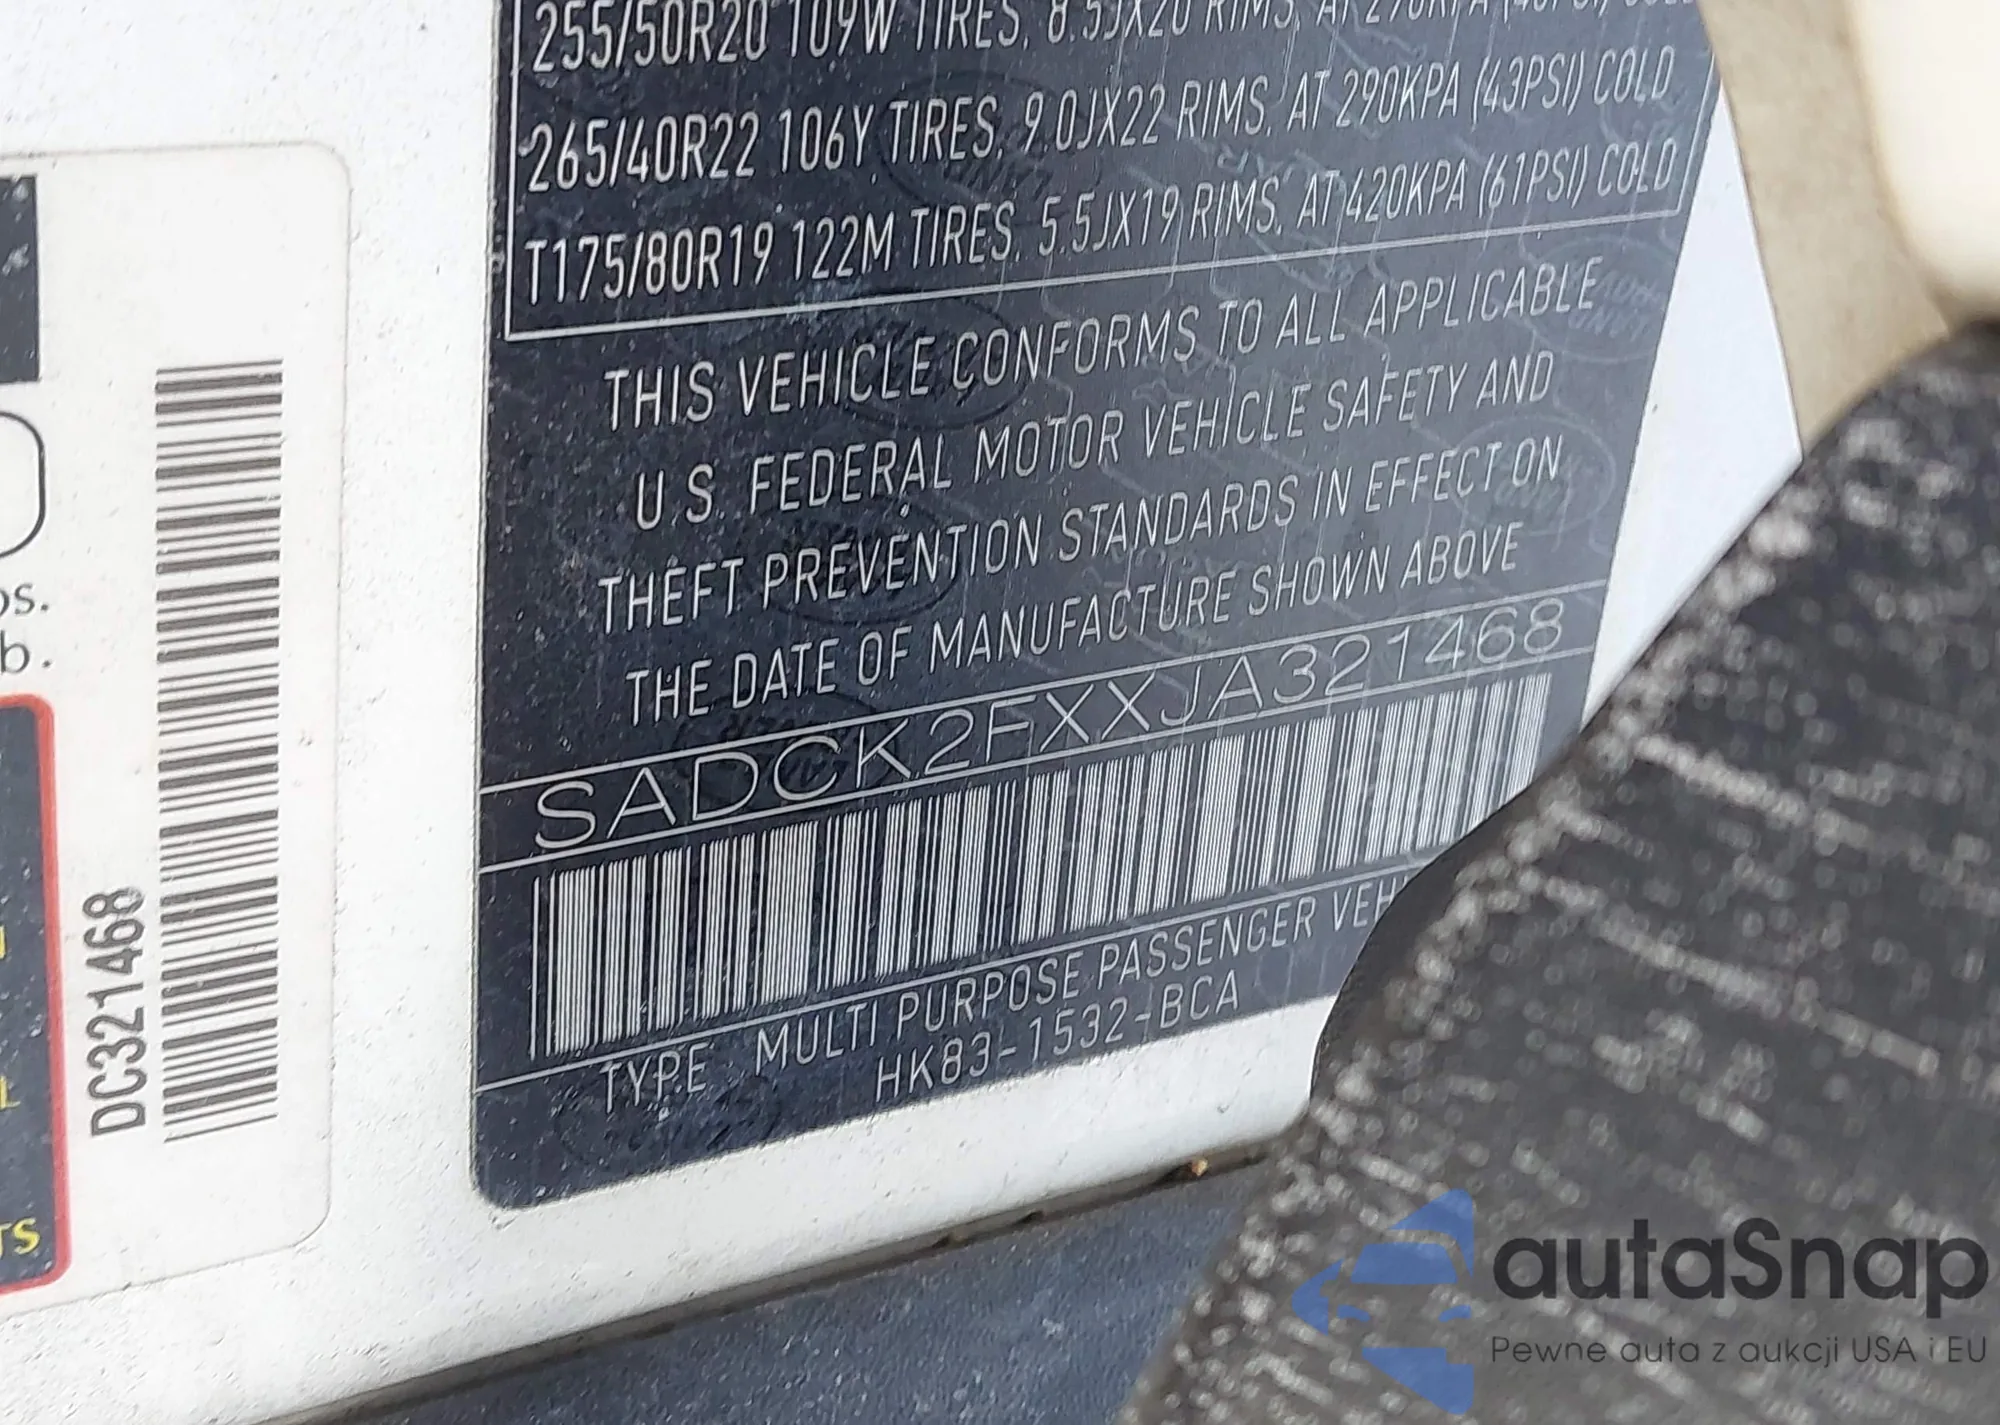 255/50R20 109W TIRES, 8.5JX20 RIMS, AT 290KPA
265/40R22 106Y TIRES, 9.0JX22 RIMS, AT 290KPA (43PSI) COLD
T175/80R19 122M TIRES, 5.5JX19 RIMS, AT 420KPA (61PSI) COLD
THIS VEHICLE CONFORMS TO ALL APPLICABLE
U.S. FEDERAL MOTOR VEHICLE SAFETY AND
THEFT PREVENTION STANDARDS IN EFFECT ON
THE DATE OF MANUFACTURE SHOWN ABOVE
SADCK2FXXJA321468
TYPE MULTI PURPOSE PASSENGER VEH
HK83-1532-BCA
DC321468
b.
TS
autaSnap
Pewne auta z aukcji USA i EU